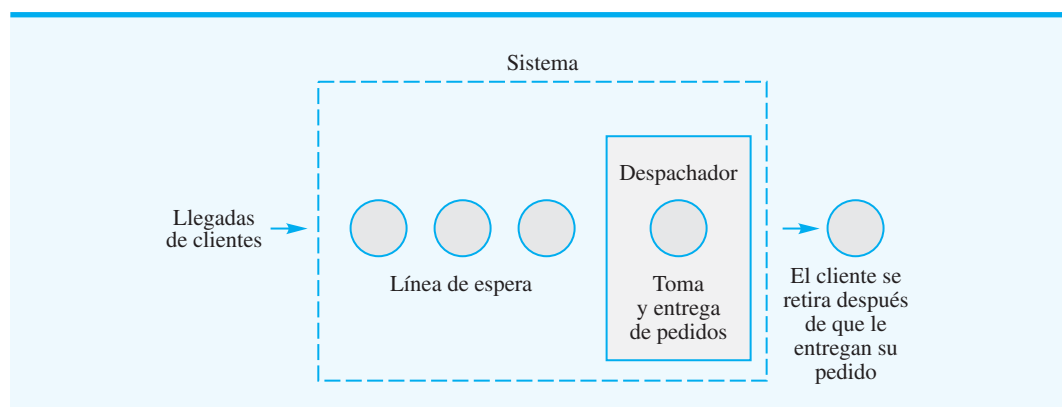 Sistema
Despachador
Llegadas
de clientes
Línea de espera
Toma
y entrega
de pedidos
El cliente se
retira después
de que le
entregan su
pedido